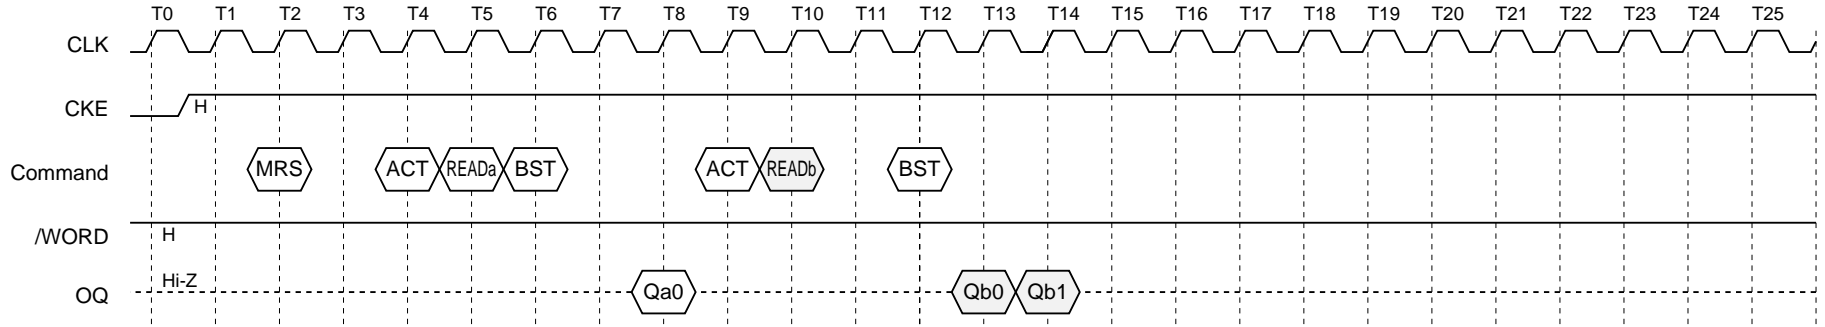 T0 T1 T2 T3 T4 T5 T6 T7 T8 T9 T10 T11 T12 T13 T14 T15 T16 T17 T18 T19 T20 T21 T22 T23 T24 T25
CLK
CKE H
Command MRS ACT READa BST ACT READb BST
/WORD H
OQ Hi-Z Qa0 Qb0 Qb1